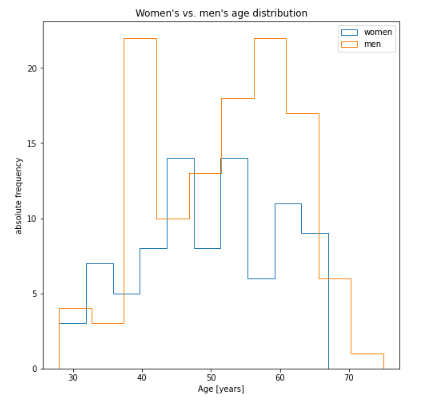 Women's vs. men's age distribution
women
men
absolute frequency
20
15
10
5
0
30 40 50 60 70
Age [years]